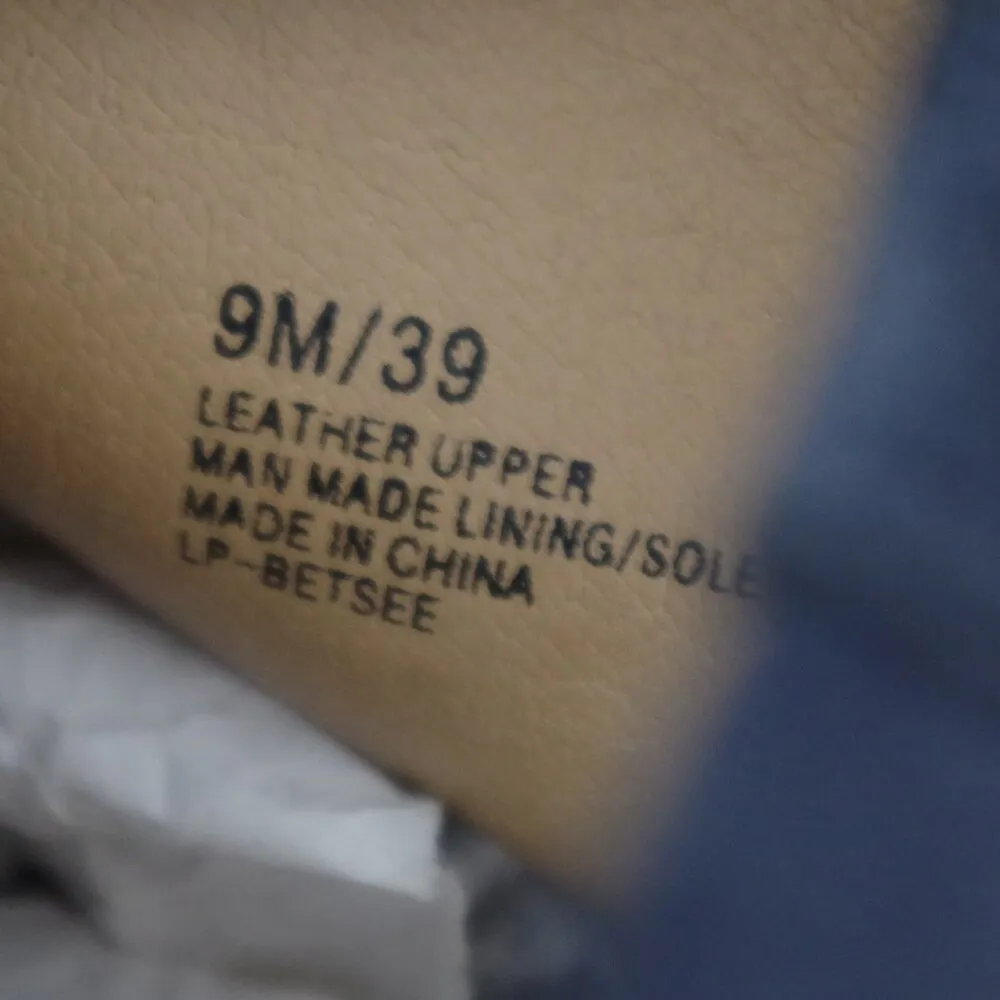 9M/39
LEATHER UPPER
MAN MADE LINING/SOLE
MADE IN CHINA
LP-BETSEE